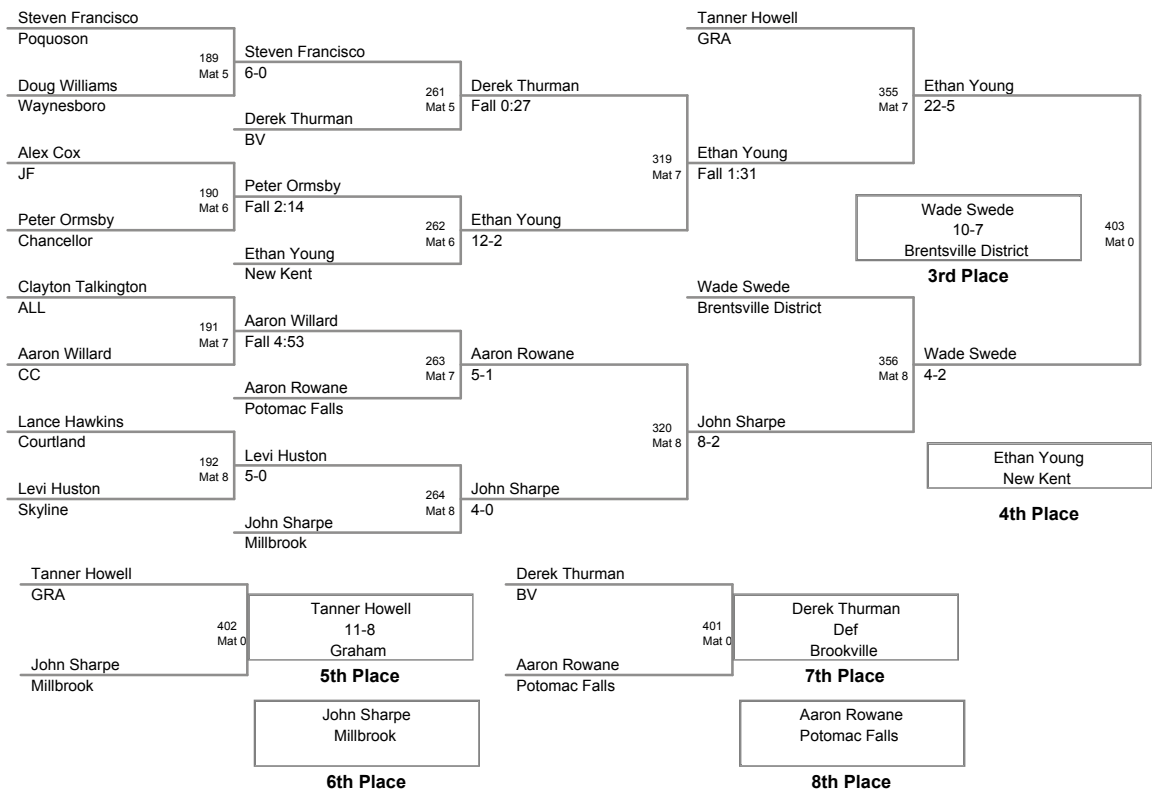 Steven Francisco
Poquoson
189
Mat 5
Doug Williams
Waynesboro
Alex Cox
JF
190
Mat 6
Peter Ormsby
Chancellor
Clayton Talkington
ALL
191
Mat 7
Aaron Willard
CC
Lance Hawkins
Courtland
192
Mat 8
Levi Huston
Skyline
Steven Francisco
6-0
261
Mat 5
Derek Thurman
BV
Peter Ormsby
Fall 2:14
262
Mat 6
Ethan Young
New Kent
Aaron Willard
Fall 4:53
263
Mat 7
Aaron Rowane
Potomac Falls
Levi Huston
5-0
264
Mat 8
John Sharpe
Millbrook
Derek Thurman
Fall 0:27
319
Mat 7
Ethan Young
12-2
Aaron Rowane
5-1
320
Mat 8
John Sharpe
4-0
Tanner Howell
GRA
355
Mat 7
Ethan Young
Fall 1:31
Wade Swede
Brentsville District
356
Mat 8
John Sharpe
8-2
Ethan Young
22-5
403
Mat 0
Wade Swede
4-2
Wade Swede
10-7
Brentsville District
3rd Place
Ethan Young
New Kent
4th Place
Tanner Howell
GRA
402
Mat 0
John Sharpe
Millbrook
Tanner Howell
11-8
Graham
5th Place
John Sharpe
Millbrook
6th Place
Derek Thurman
BV
401
Mat 0
Aaron Rowane
Potomac Falls
Derek Thurman
Def
Brookville
7th Place
Aaron Rowane
Potomac Falls
8th Place